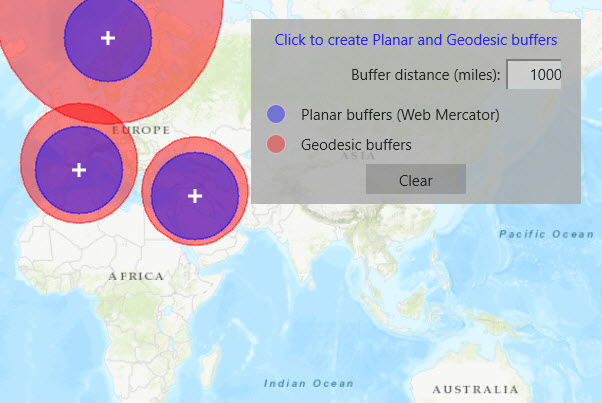 Click to create Planar and Geodesic buffers
Buffer distance (miles): 1000
Planar buffers (Web Mercator)
Geodesic buffers
Clear
EUROPE
ASIA
Pacific Ocean
AFRICA
Indian Ocean
AUSTRALIA